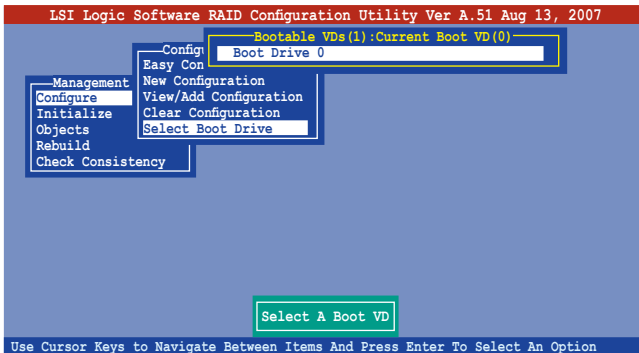 LSI Logic Software RAID Configuration Utility Ver A.51 Aug 13, 2007
Bootable VDs(1):Current Boot VD(0)
Boot Drive 0
Configu
Easy Con
New Configuration
View/Add Configuration
Clear Configuration
Select Boot Drive
Management
Configure
Initialize
Objects
Rebuild
Check Consistency
Select A Boot VD
Use Cursor Keys to Navigate Between Items And Press Enter To Select An Option